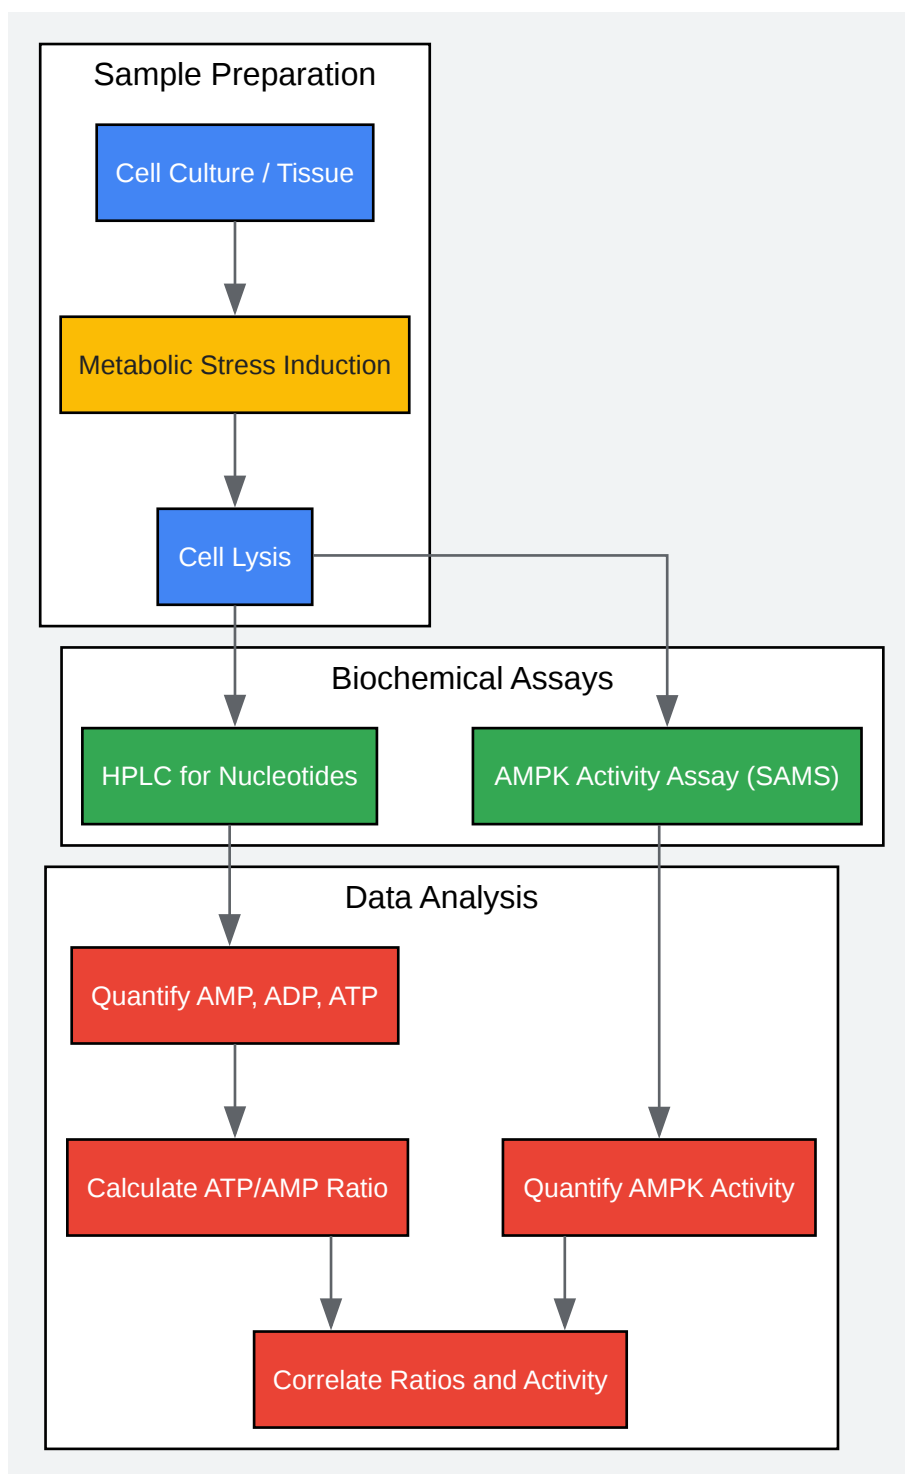 Sample Preparation
Cell Culture / Tissue
Metabolic Stress Induction
Cell Lysis
Biochemical Assays
HPLC for Nucleotides
AMPK Activity Assay (SAMS)
Data Analysis
Quantify AMP, ADP, ATP
Calculate ATP/AMP Ratio
Quantify AMPK Activity
Correlate Ratios and Activity